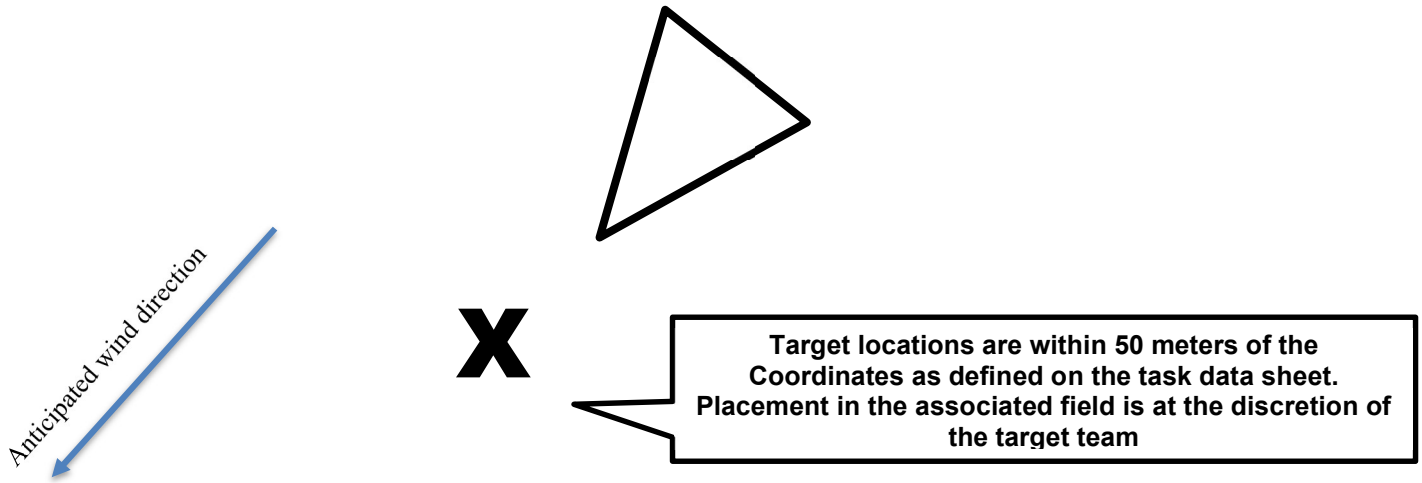 Anticipated wind direction
X
Target locations are within 50 meters of the
Coordinates as defined on the task data sheet.
Placement in the associated field is at the discretion of
the target team